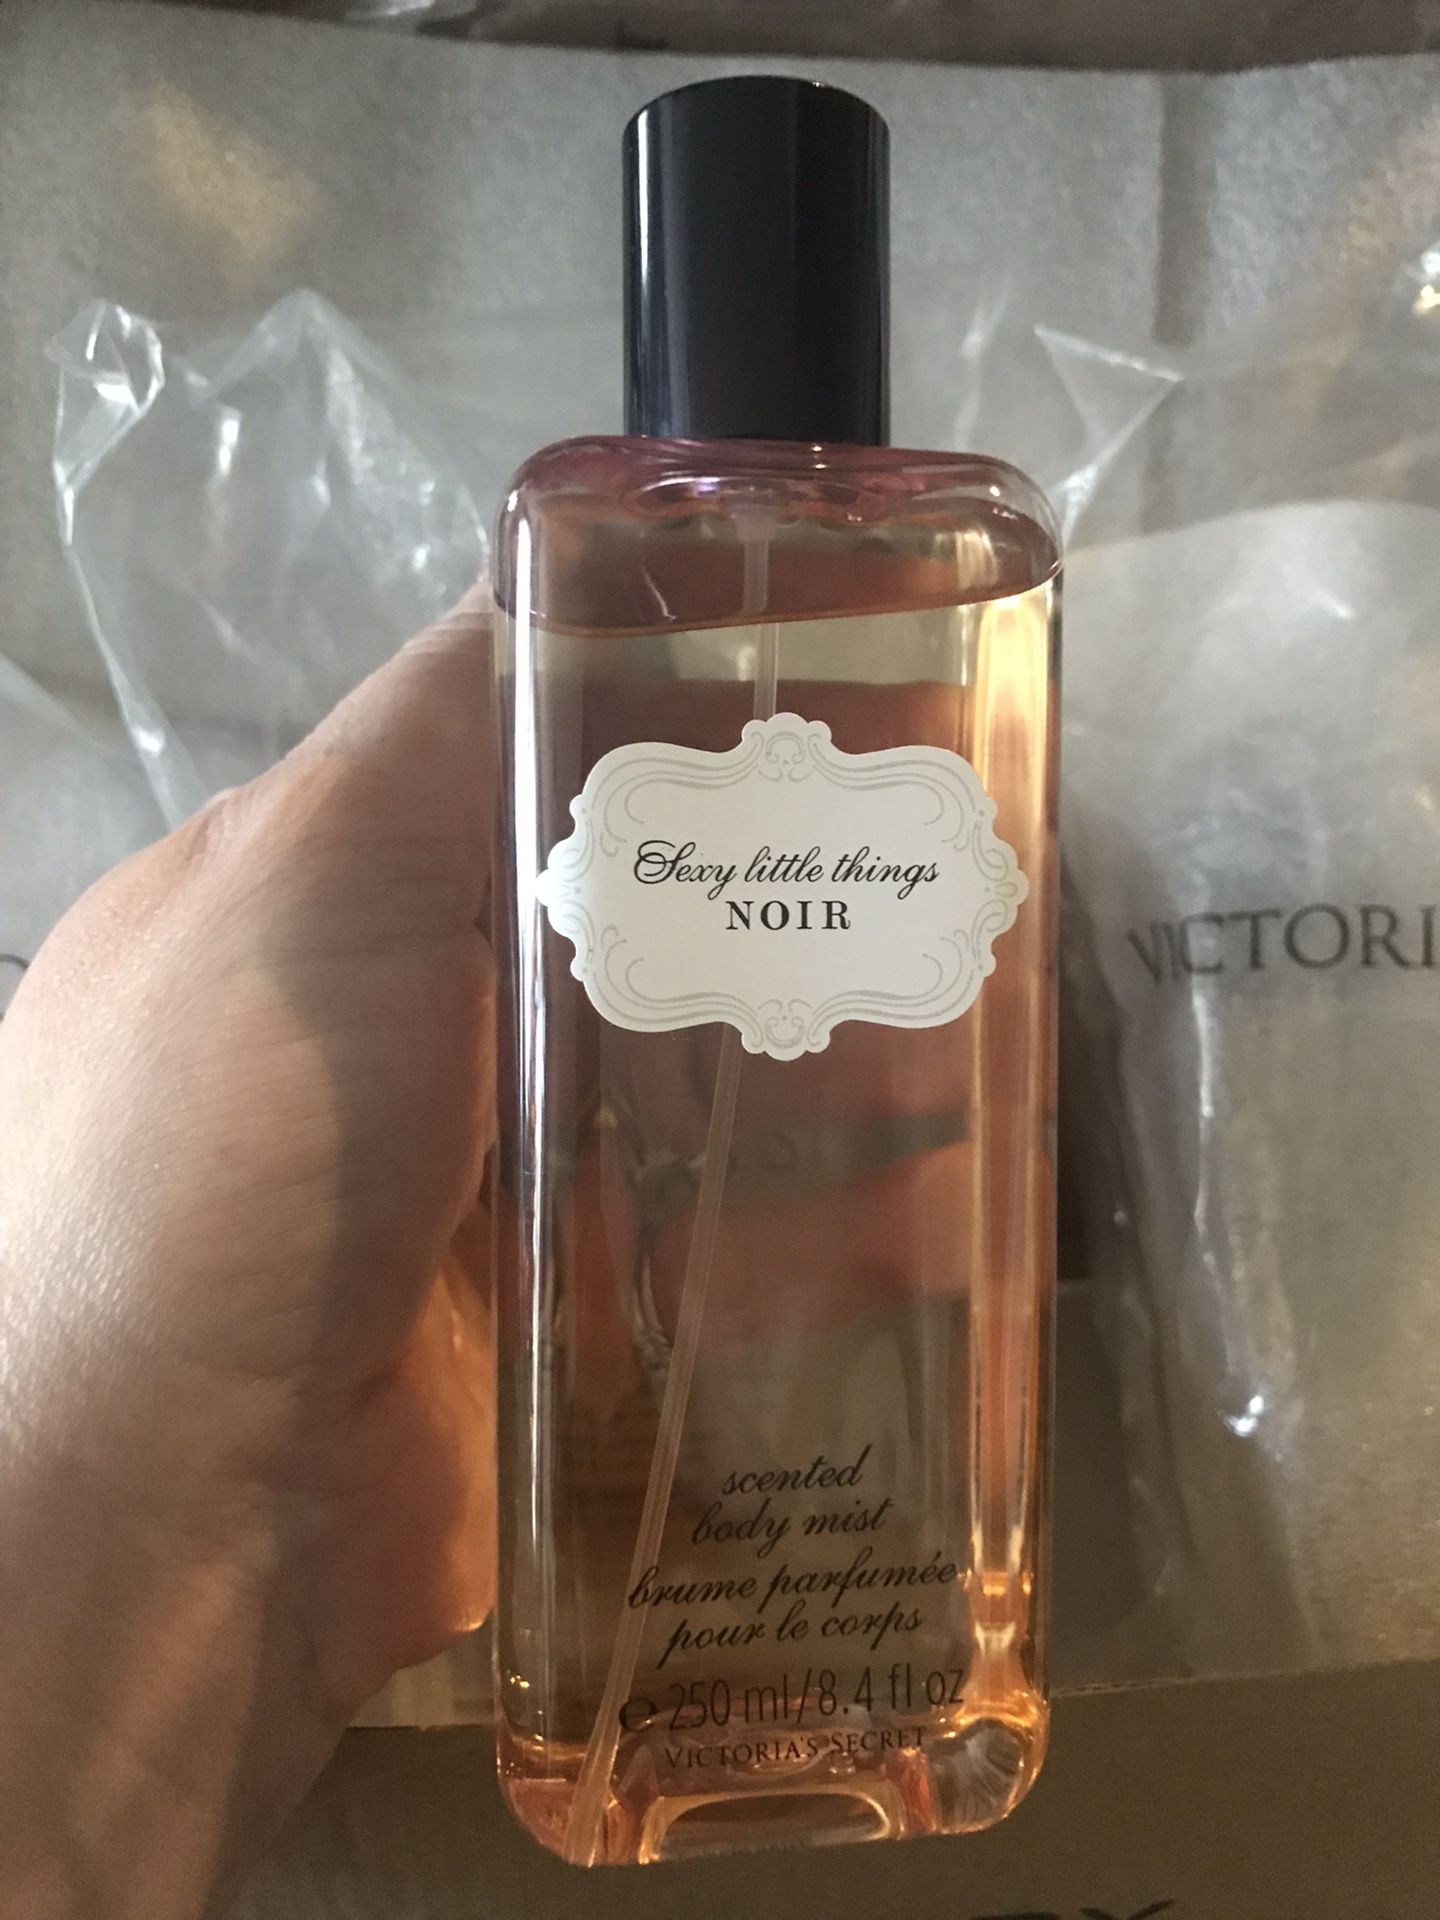 Sexy little things
NOIR
VICTORI
scented
body mist
brume parfumée
pour le corps
℮ 250 ml/8.4 fl oz
VICTORIA'S SECRET